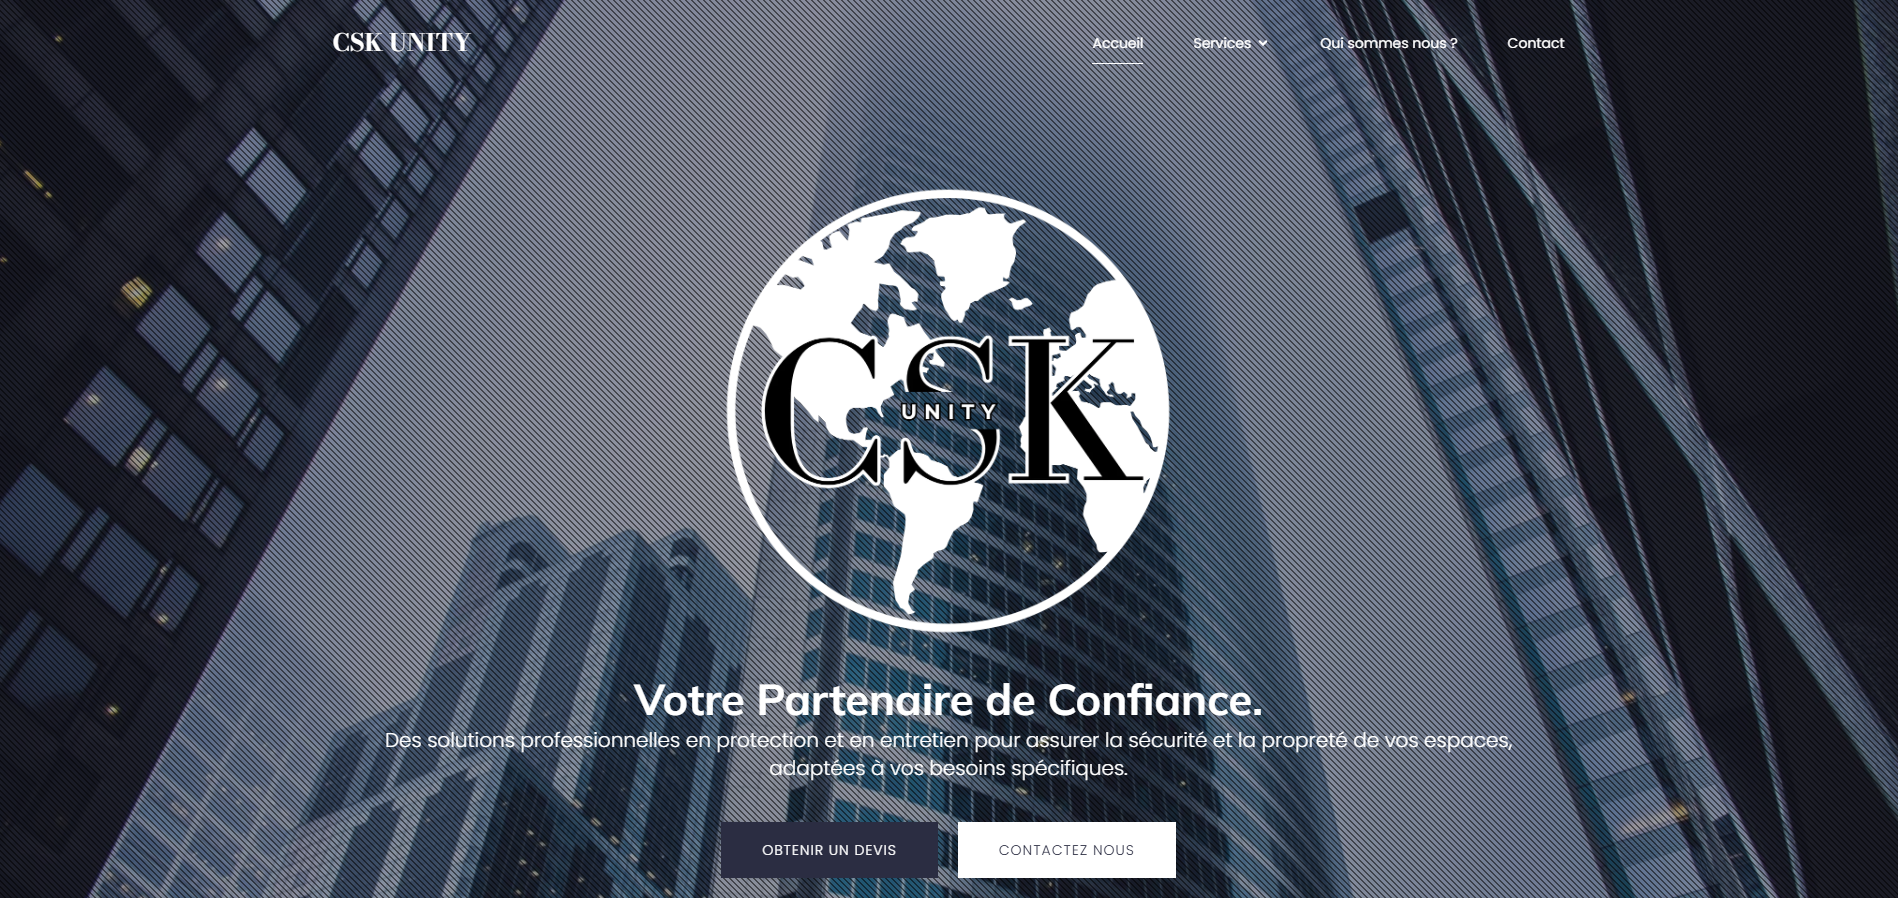 CSK UNITY
Accueil
Services
Qui sommes nous ?
Contact
CSK
UNITY
Votre Partenaire de Confiance.
Des solutions professionnelles en protection et en entretien pour assurer la sécurité et la propreté de vos espaces,
adaptées à vos besoins spécifiques.
OBTENIR UN DEVIS
CONTACTEZ NOUS